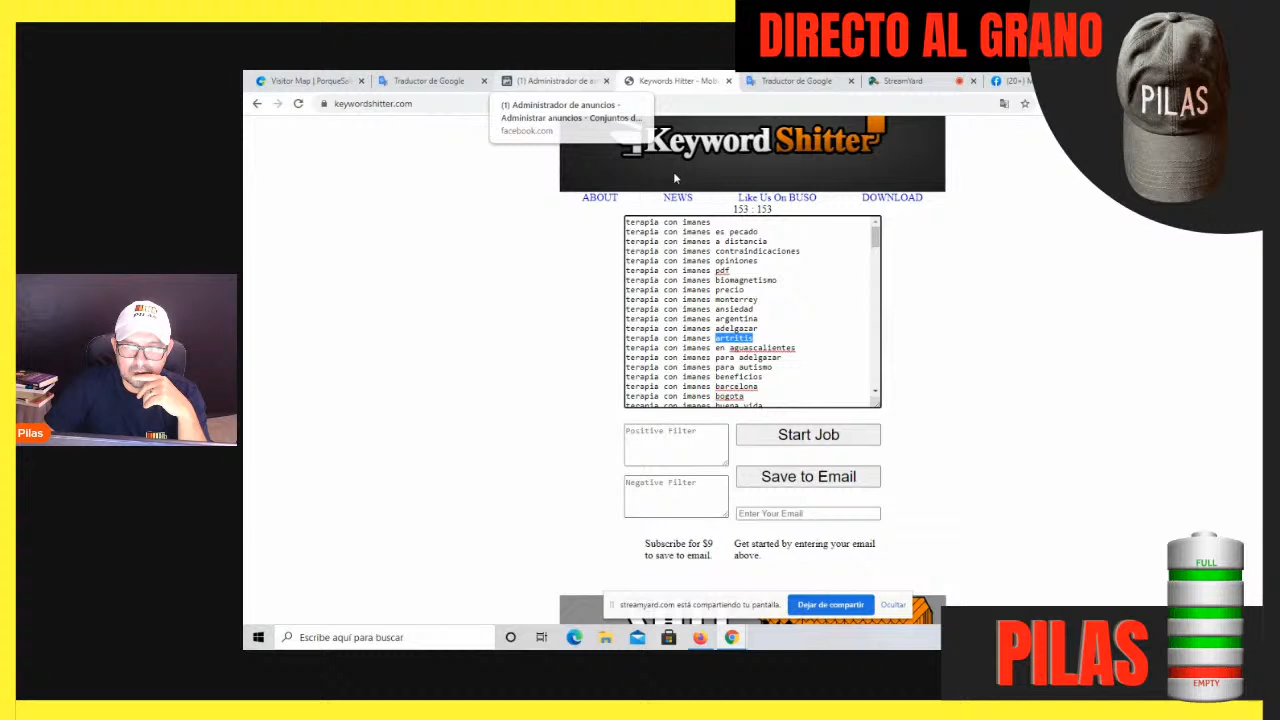 DIRECTO AL GRANO
PILAS
Visitor Map | PorqueSal
Traductor de Google
(1) Administrador de an
Keywords Hitter - Mob
Traductor de Google
StreamYard
(20+) M
keywordshitter.com
(1) Administrador de anuncios -
Administrar anuncios - Conjuntos d...
facebook.com
Keyword Shitter
ABOUT
NEWS
Like Us On BUSO
DOWNLOAD
153 : 153
terapia con imanes
terapia con imanes es pecado
terapia con imanes a distancia
terapia con imanes contraindicaciones
terapia con imanes opiniones
terapia con imanes pdf
terapia con imanes biomagnetismo
terapia con imanes precio
terapia con imanes monterrey
terapia con imanes ansiedad
terapia con imanes argentina
terapia con imanes adelgazar
terapia con imanes artritis
terapia con imanes en aguascalientes
terapia con imanes para adelgazar
terapia con imanes para autismo
terapia con imanes beneficios
terapia con imanes barcelona
terapia con imanes bogota
terapia con imanes buena vida
Positive Filter
Start Job
Save to Email
Negative Filter
Enter Your Email
Subscribe for $9
to save to email.
Get started by entering your email
above.
streamyard.com está compartiendo tu pantalla.
Dejar de compartir
Ocultar
Escribe aquí para buscar
PILAS
Pilas
FULL
EMPTY
PILAS